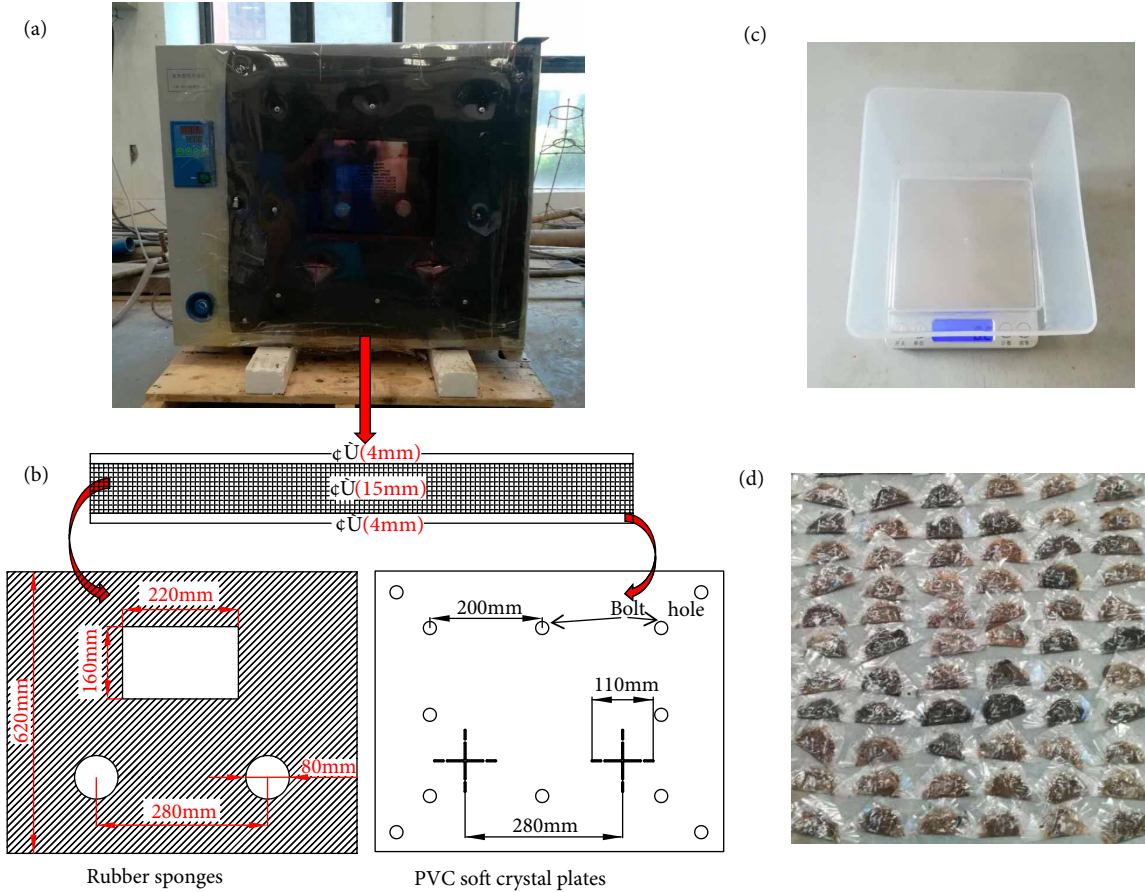 (a)
(c)
(b)
¢Ù(4mm)
¢Ù(15mm)
¢Ù(4mm)
(d)
220mm
160mm
620mm
80mm
280mm
Rubber sponges
200mm
Bolt hole
110mm
280mm
PVC soft crystal plates